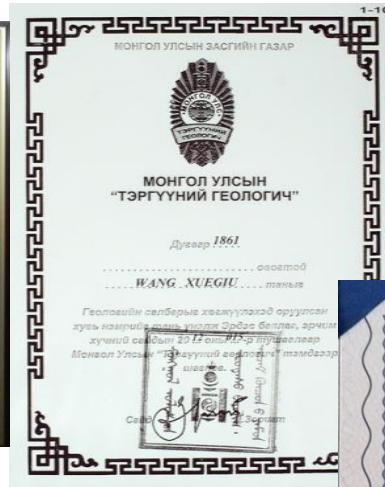 1-10
МОНГОЛ УЛСЫН ЗАСГИЙН ГАЗАР
МОНГОЛ УЛС
ТЭРГҮҮНИЙ
ГЕОЛОГИЧ
МОНГОЛ УЛСЫН
"ТЭРГҮҮНИЙ ГЕОЛОГИЧ"
Дугаар 1861
овогтой
WANG XUEGIU таныг
Геологийн салбарыг хөгжүүлэхэд оруулсан
хувь нэмрийг тань үнэлж Эрдэс баялаг, эрчим
хүчний сайдын 20 оны
Монгол Улсын "Тэргүүний геологич" тэмдгээр
шагнав.
Сайд